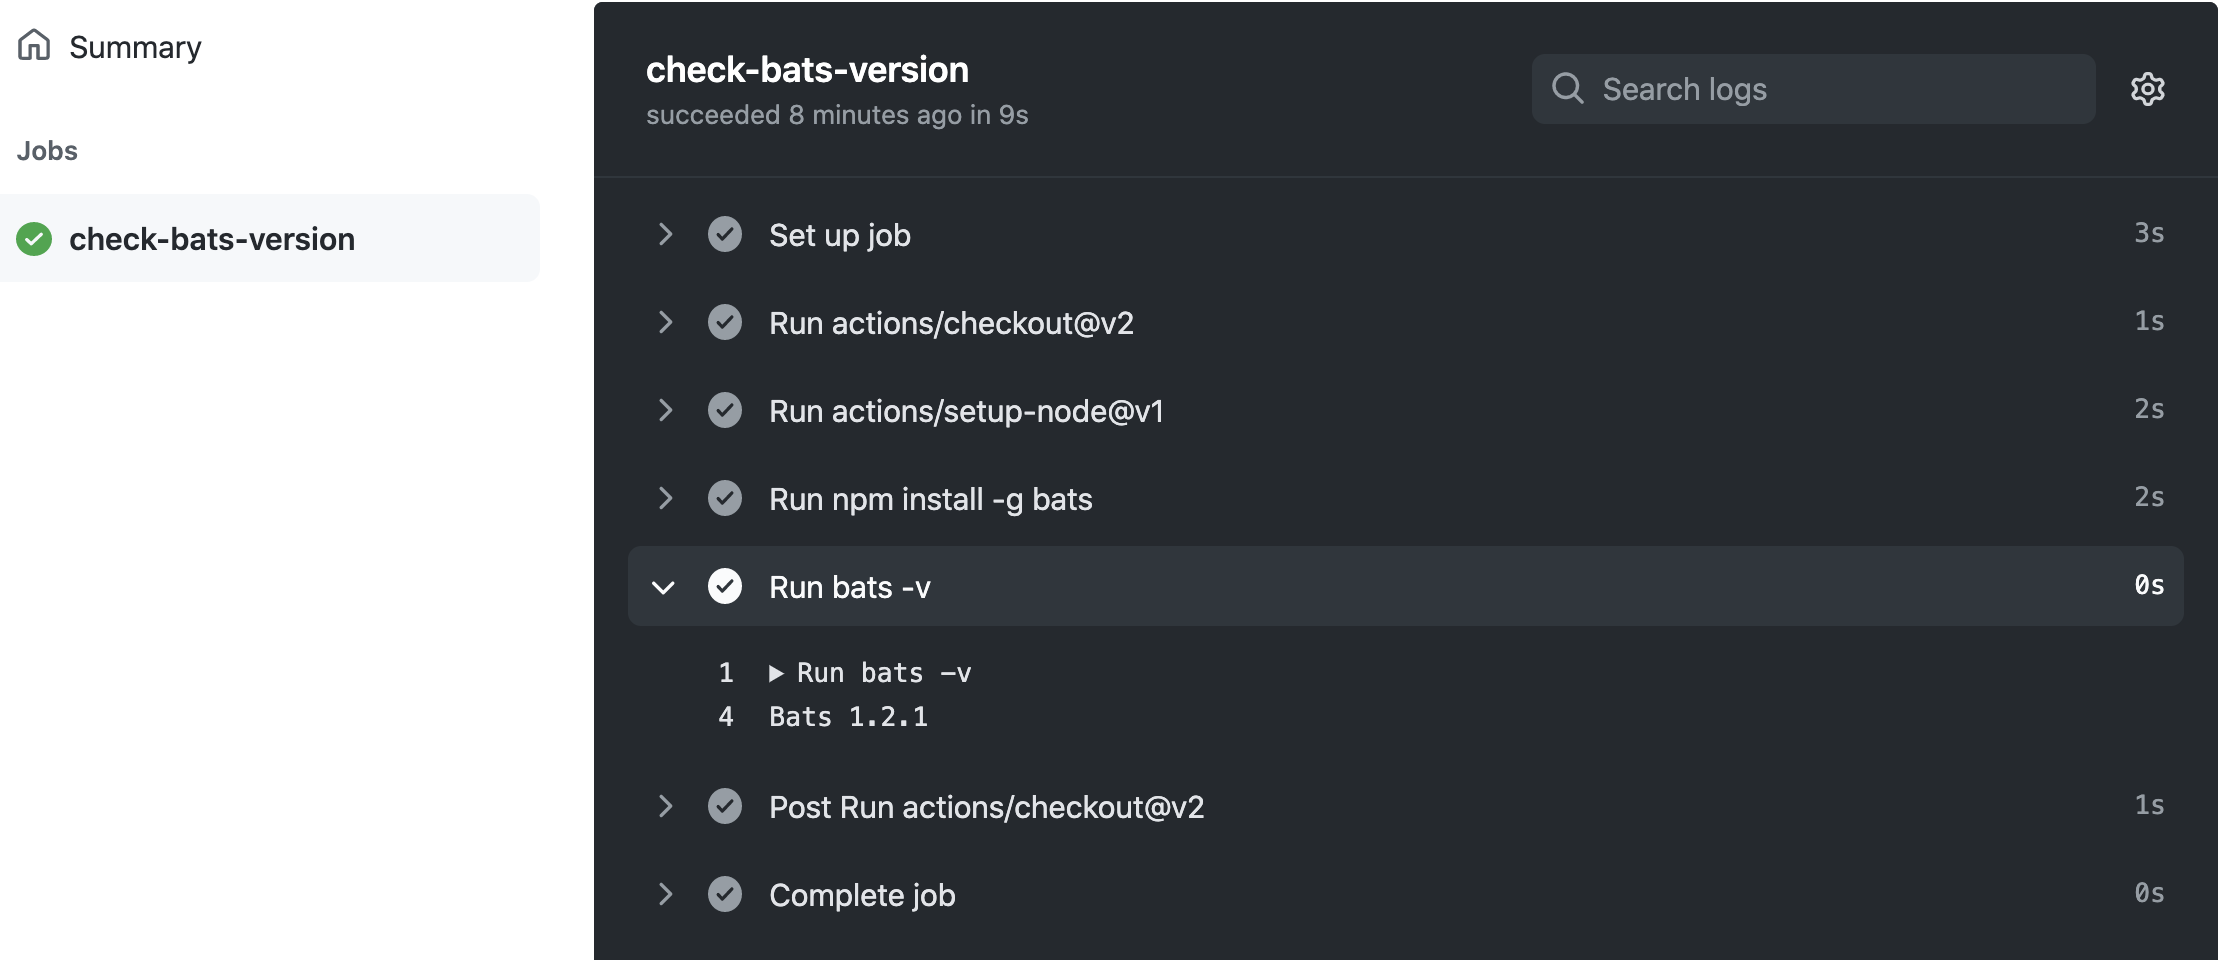 Summary
Jobs
check-bats-version
check-bats-version
succeeded 8 minutes ago in 9s
Search logs
Set up job 3s
Run actions/checkout@v2 1s
Run actions/setup-node@v1 2s
Run npm install -g bats 2s
Run bats -v 0s
1 ▶ Run bats -v
4 Bats 1.2.1
Post Run actions/checkout@v2 1s
Complete job 0s